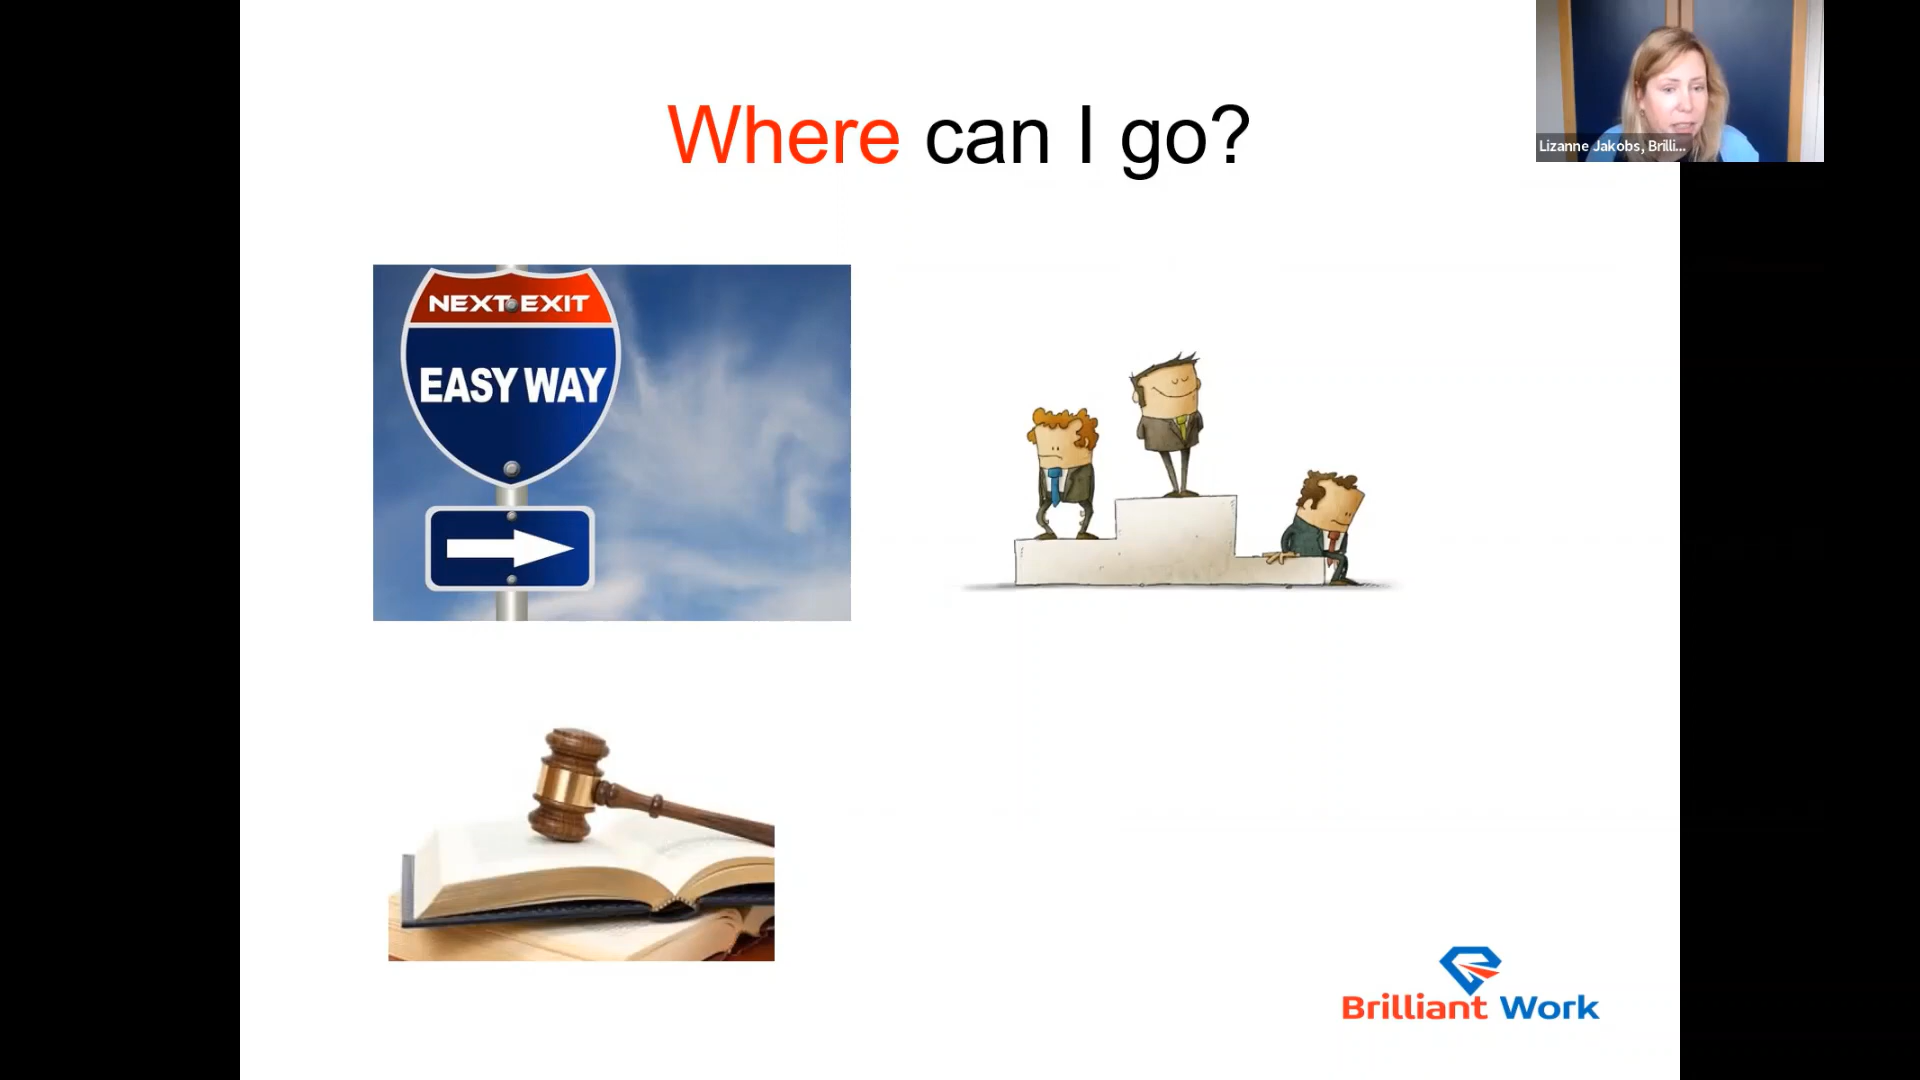 Where can I go?
Lizanne Jakobs, Brilli...
NEXT EXIT
EASY WAY
Brilliant Work